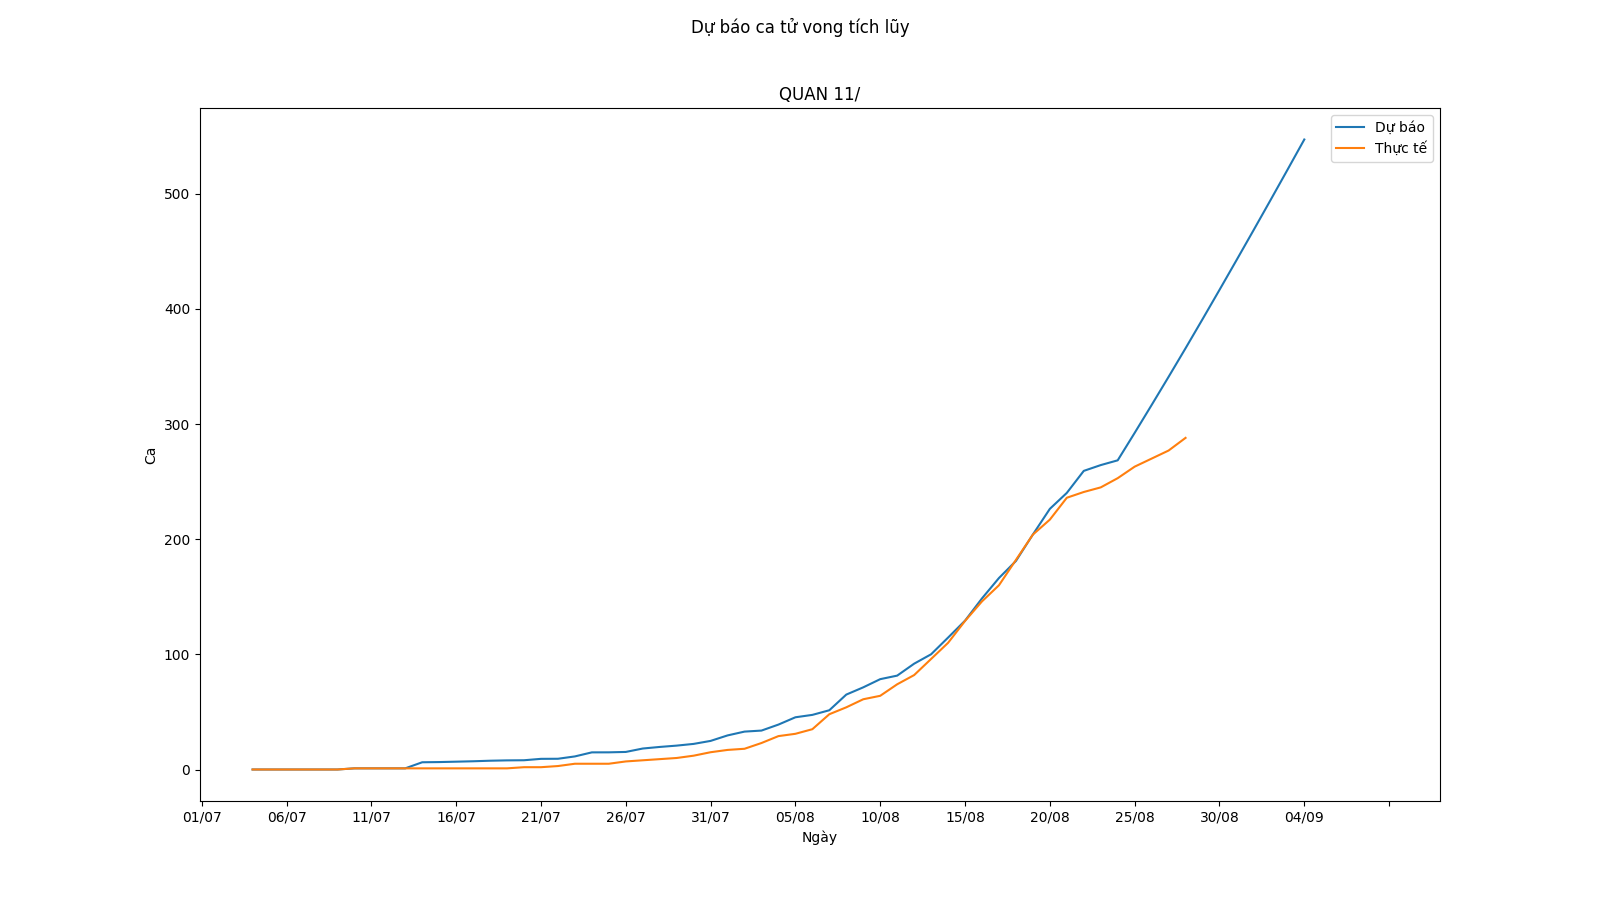 Dự báo ca tử vong tích lũy
QUAN 11/
Dự báo
Thực tế
500
400
300
200
100
0
Ca
01/07 06/07 11/07 16/07 21/07 26/07 31/07 05/08 10/08 15/08 20/08 25/08 30/08 04/09
Ngày